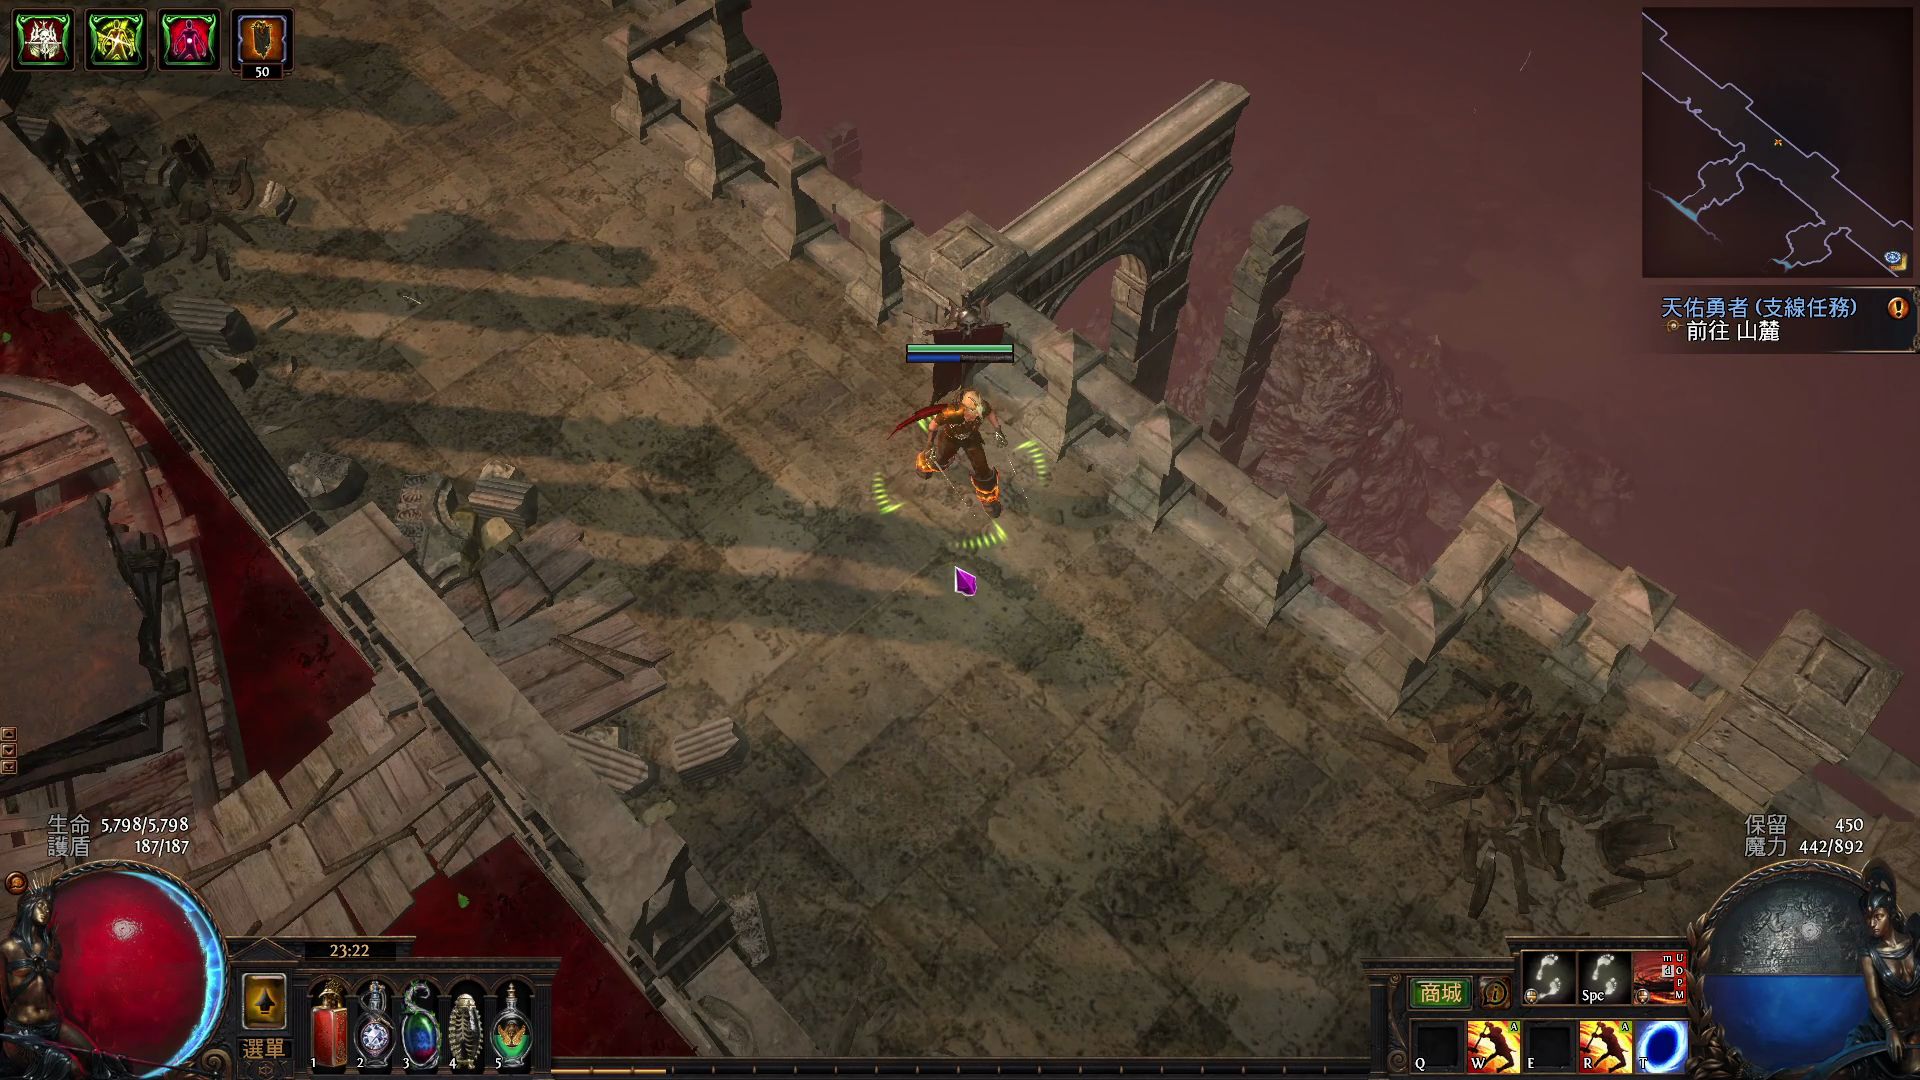 50
天佑勇者 (支線任務)
前往 山麓
生命 5,798/5,798
護盾 187/187
保留 450
魔力 442/892
23:22
選單
1 2 3 4 5
商城
Spc
m U
d O
P
M
A A
Q W E R T